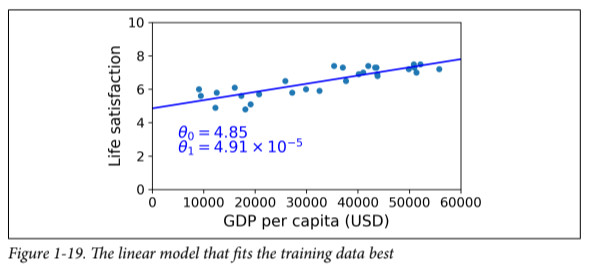 10
8
6
4
2
0
Life satisfaction
θ₀ = 4.85
θ₁ = 4.91 × 10⁻⁵
0 10000 20000 30000 40000 50000 60000
GDP per capita (USD)
Figure 1-19. The linear model that fits the training data best